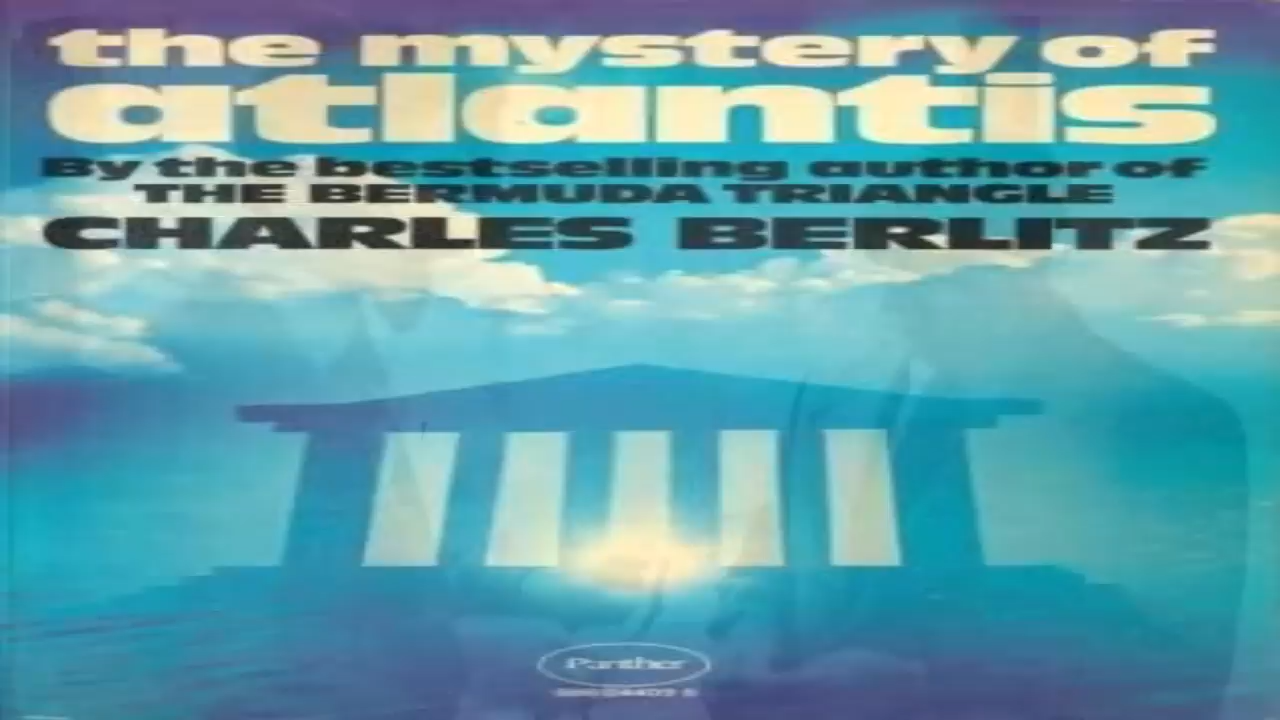 the mystery of
atlantis
By the bestselling author of
THE BERMUDA TRIANGLE
CHARLES BERLITZ
Panther